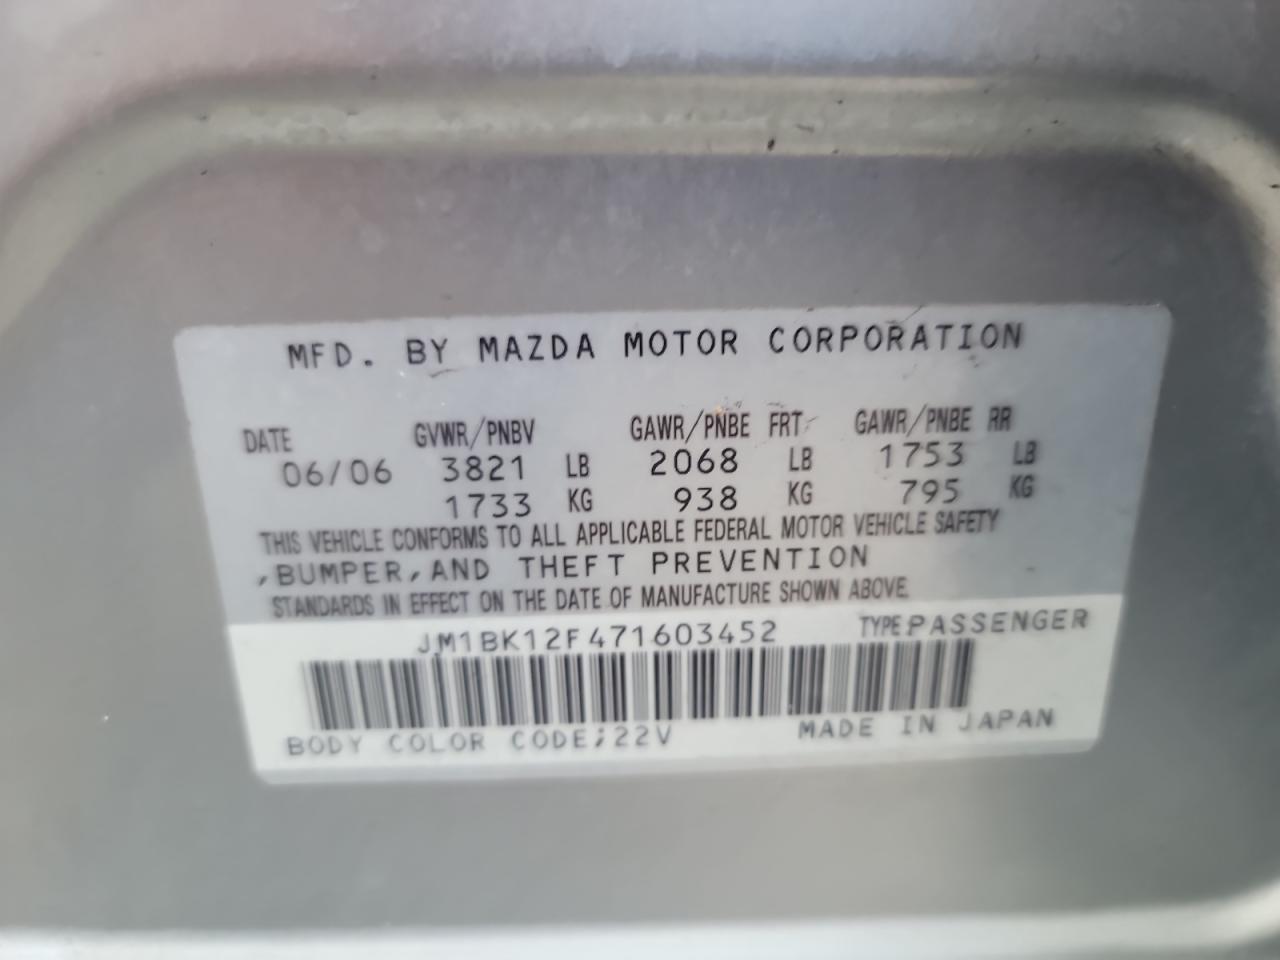 MFD. BY MAZDA MOTOR CORPORATION
DATE GVWR/PNBV GAWR/PNBE FRT GAWR/PNBE RR
06/06 3821 LB 2068 LB 1753 LB
1733 KG 938 KG 795 KG
THIS VEHICLE CONFORMS TO ALL APPLICABLE FEDERAL MOTOR VEHICLE SAFETY
,BUMPER,AND THEFT PREVENTION
STANDARDS IN EFFECT ON THE DATE OF MANUFACTURE SHOWN ABOVE.
JM1BK12F471603452 TYPE PASSENGER
BODY COLOR CODE;22V MADE IN JAPAN